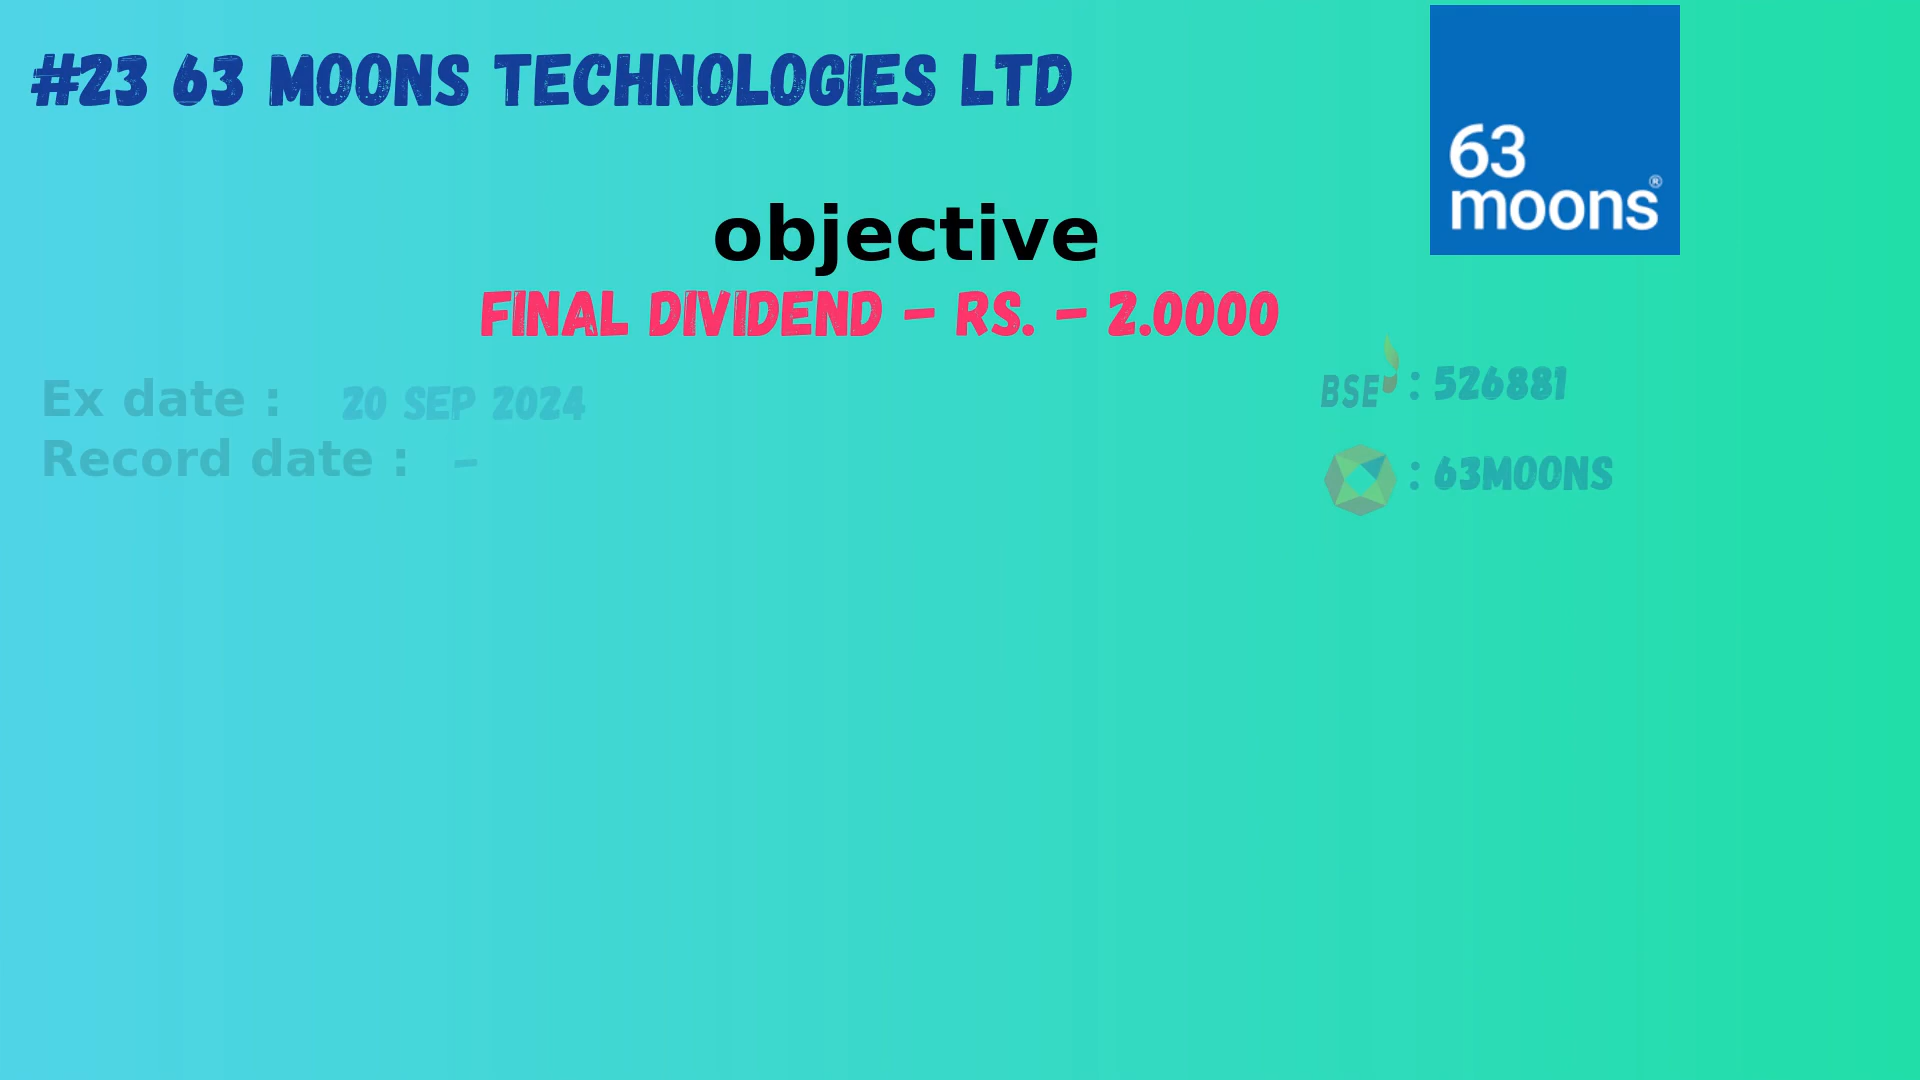 #23 63 MOONS TECHNOLOGIES LTD
63
moons®
objective
FINAL DIVIDEND - RS. - 2.0000
Ex date : 20 SEP 2024
Record date : -
BSE : 526881
: 63MOONS